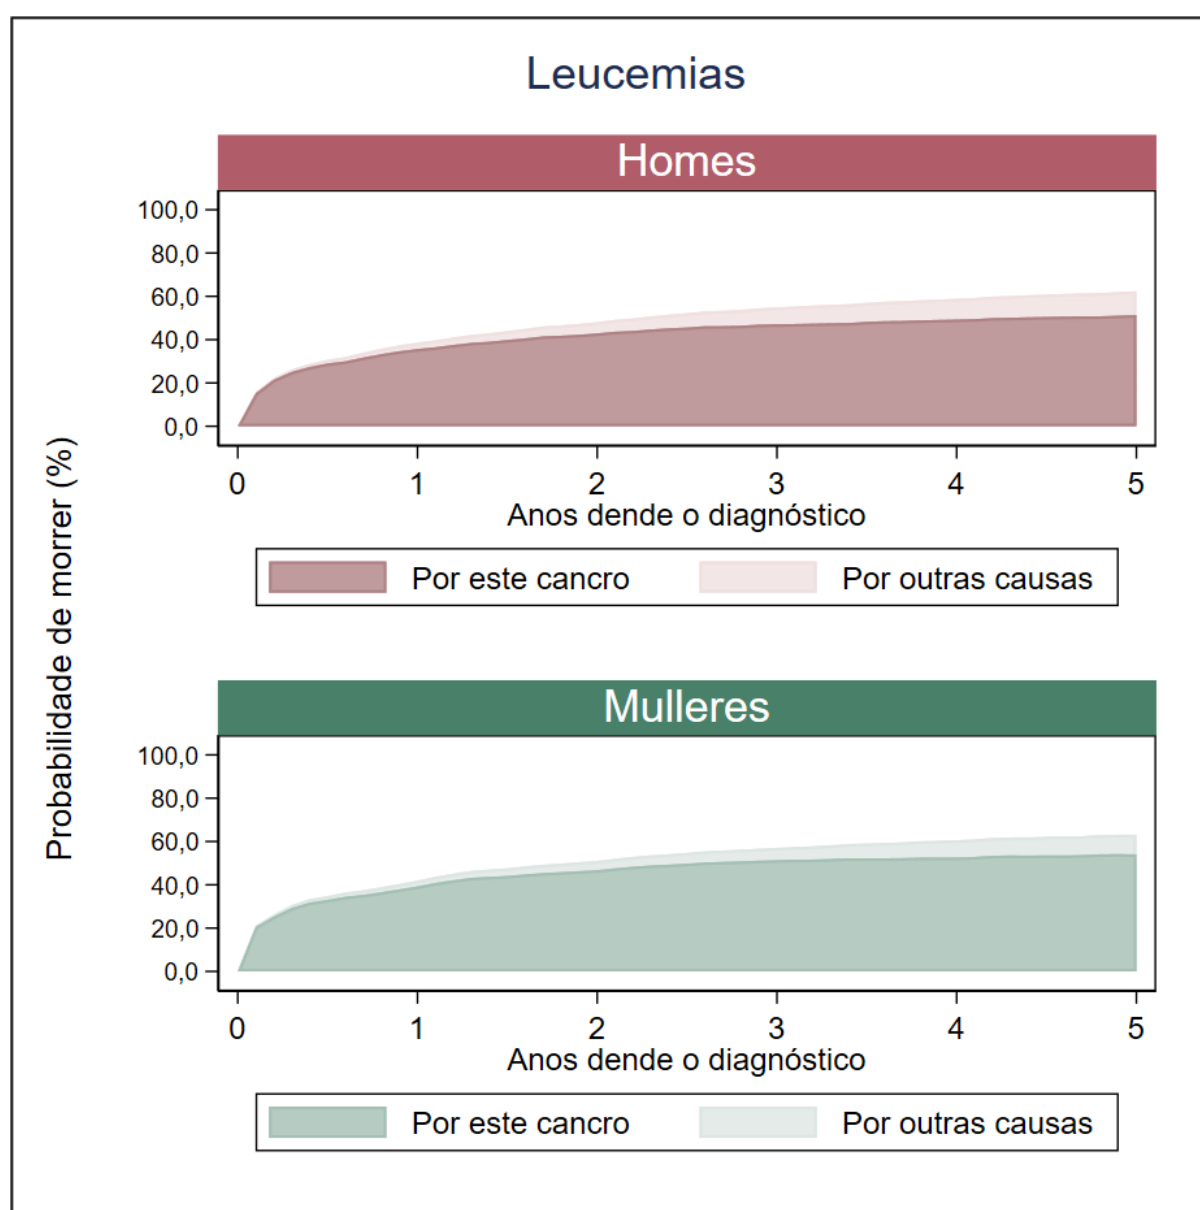 Leucemias
Probabilidade de morrer (%)
Homes
100,0
80,0
60,0
40,0
20,0
0,0
0 1 2 3 4 5
Anos dende o diagnóstico
Por este cancro Por outras causas
Mulleres
100,0
80,0
60,0
40,0
20,0
0,0
0 1 2 3 4 5
Anos dende o diagnóstico
Por este cancro Por outras causas